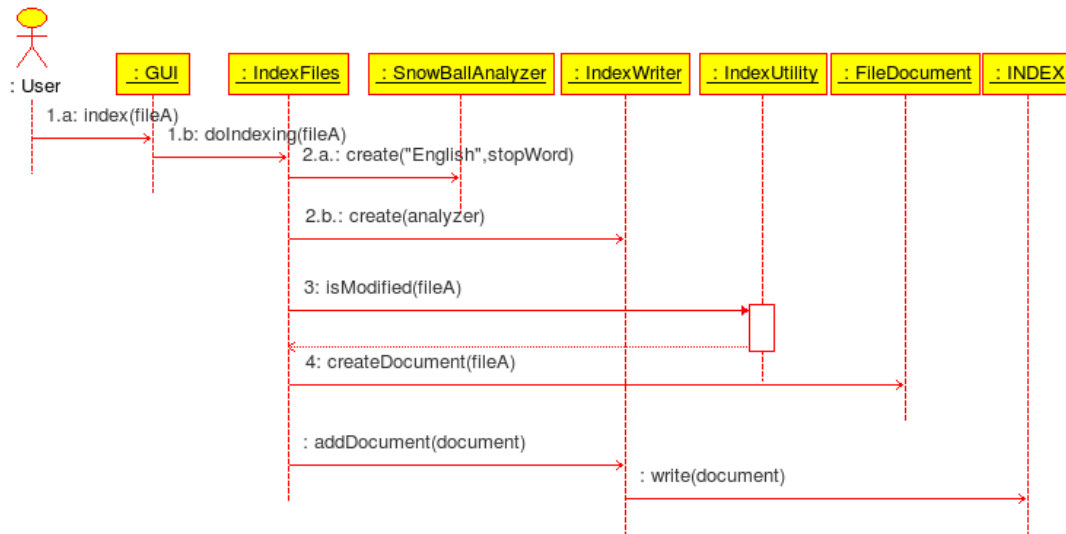 : GUI
: IndexFiles
: SnowBallAnalyzer
: IndexWriter
: IndexUtility
: FileDocument
: INDEX
: User
1.a: index(fileA)
1.b: doIndexing(fileA)
2.a.: create("English",stopWord)
2.b.: create(analyzer)
3: isModified(fileA)
4: createDocument(fileA)
: addDocument(document)
: write(document)